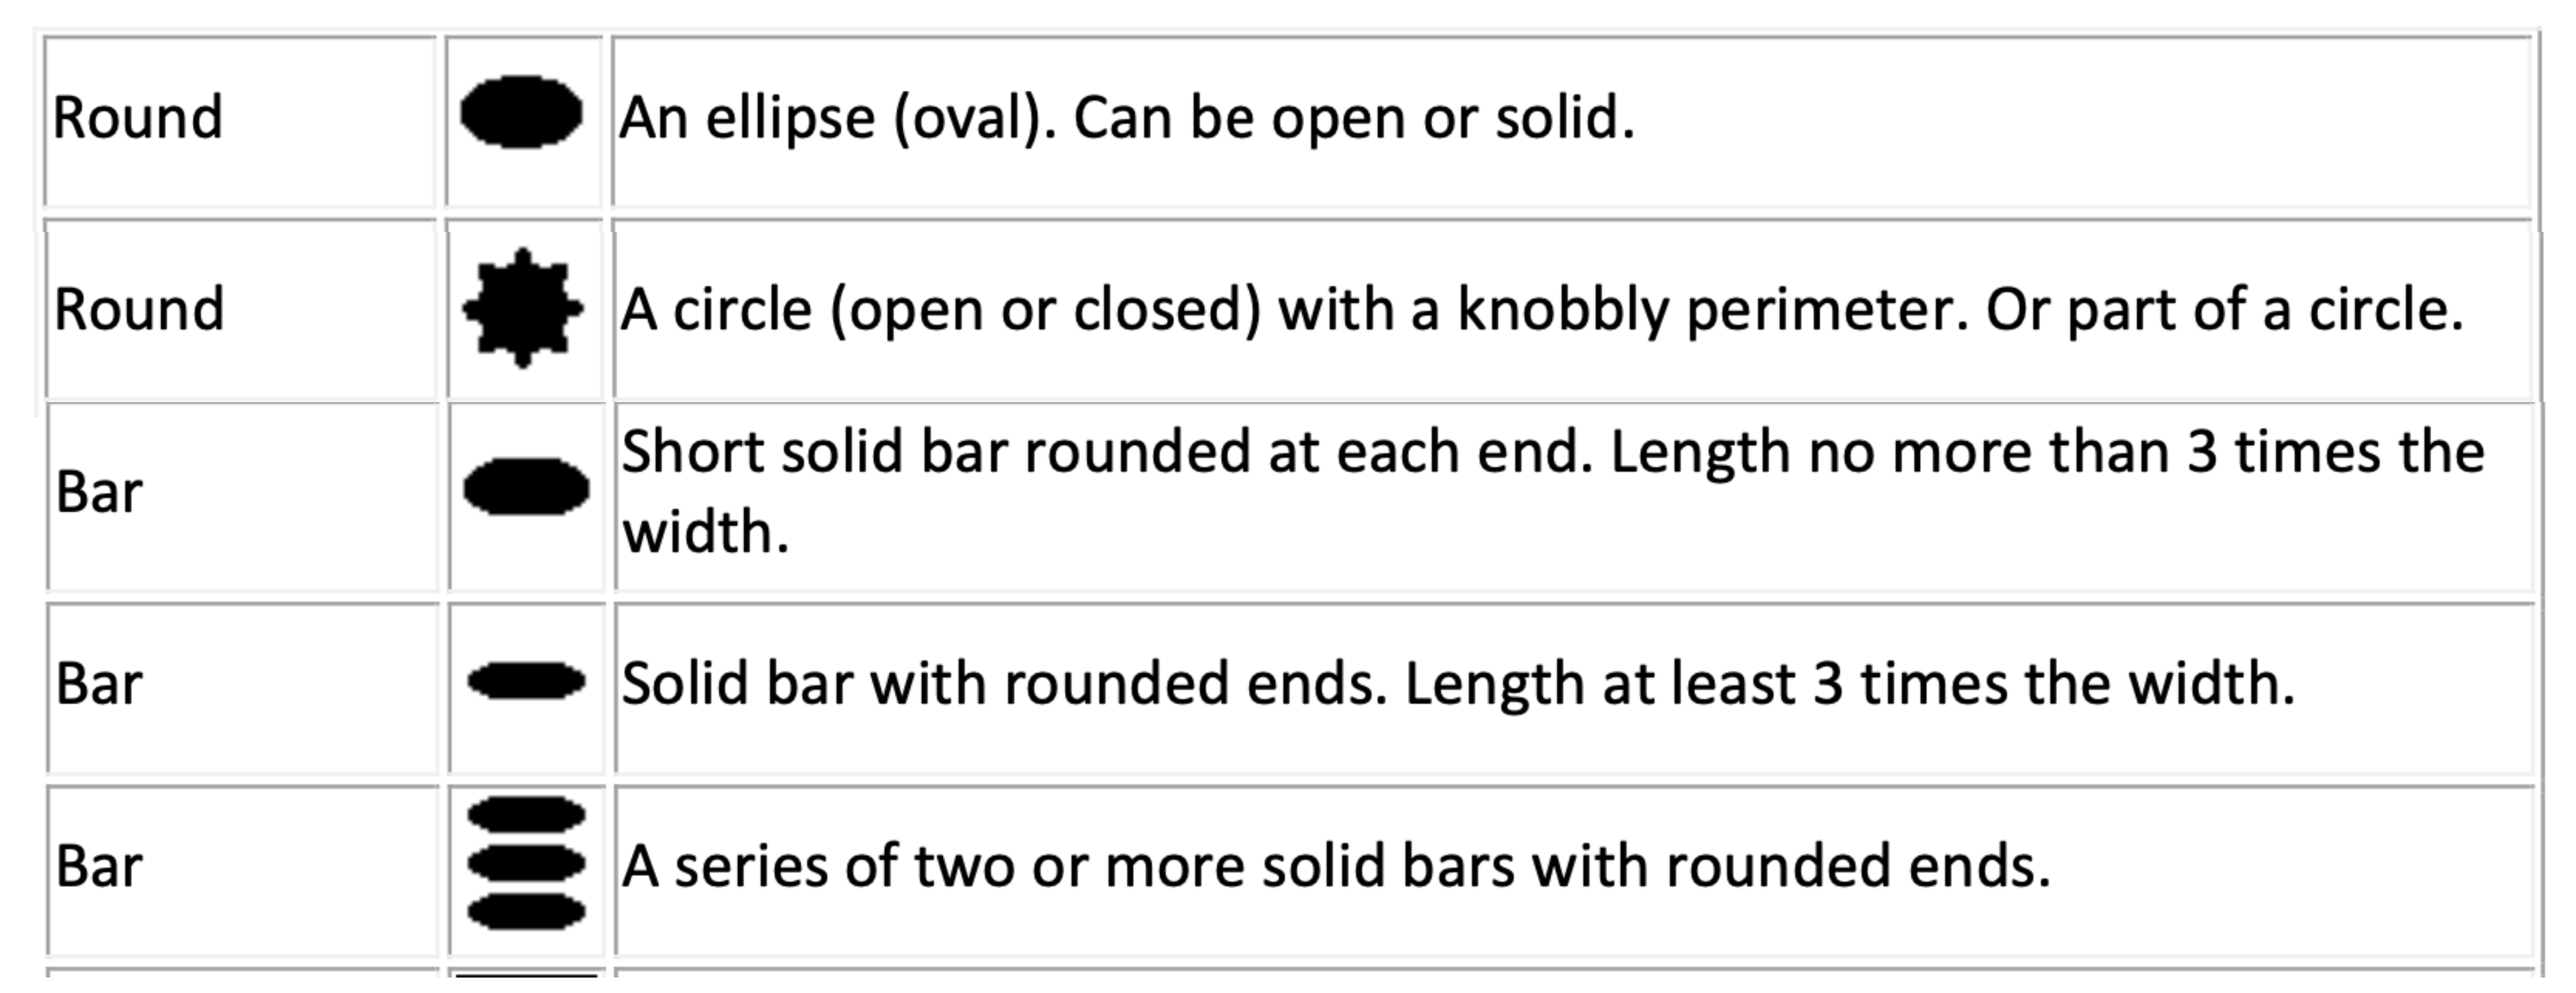 Round
An ellipse (oval). Can be open or solid.
Round
A circle (open or closed) with a knobbly perimeter. Or part of a circle.
Bar
Short solid bar rounded at each end. Length no more than 3 times the
width.
Bar
Solid bar with rounded ends. Length at least 3 times the width.
Bar
A series of two or more solid bars with rounded ends.